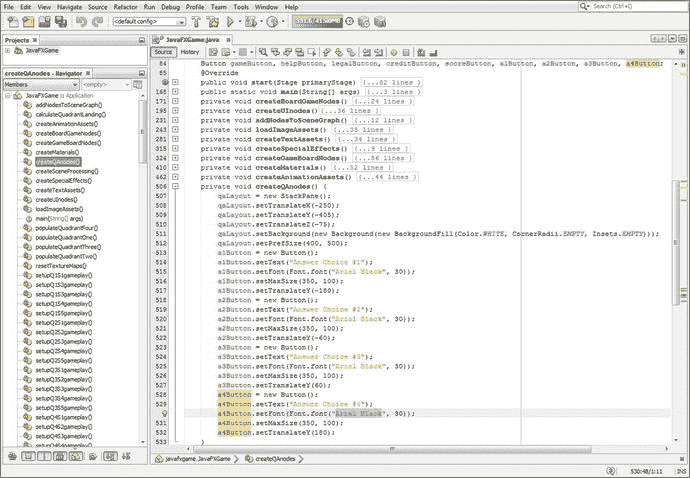 File Edit View Navigate Source Refactor Run Debug Profile Team Tools Window Help
Search (Ctrl+I)
<default config>
Projects
JavaFXGame
createQAnodes - Navigator
Members
<empty>
JavaFXGame :: Application
addNodesToSceneGraph()
calculateQuadrantLanding()
createAnimationAssets()
createBoardGameNodes()
createGameBoardNodes()
createMaterials()
createQAnodes()
createSceneProcessing()
createSpecialEffects()
createTextAssets()
createUInodes()
loadImageAssets()
main(String[] args)
populateQuadrantFour()
populateQuadrantOne()
populateQuadrantThree()
populateQuadrantTwo()
resetTextureMaps()
setupQ1S1gameplay()
setupQ1S2gameplay()
setupQ1S3gameplay()
setupQ1S4gameplay()
setupQ1S5gameplay()
setupQ2S1gameplay()
setupQ2S2gameplay()
setupQ2S3gameplay()
setupQ2S4gameplay()
setupQ2S5gameplay()
setupQ3S1gameplay()
setupQ3S2gameplay()
setupQ3S3gameplay()
setupQ3S4gameplay()
setupQ3S5gameplay()
setupQ4S1gameplay()
setupQ4S2gameplay()
setupQ4S3gameplay()
setupQ4S4gameplay()
JavaFXGame.java
Source History
84 Button gameButton, helpButton, legalButton, creditButton, scoreButton, a1Button, a2Button, a3Button, a4Button;
@Override
public void start(Stage primaryStage) {...82 lines }
168 public static void main(String[] args) {...3 lines }
171 private void createBoardGameNodes() {...24 lines }
195 private void createUInodes() {...36 lines }
231 private void addNodesToSceneGraph() {...12 lines }
243 private void loadImageAssets() {...38 lines }
281 private void createTextAssets() {...34 lines }
315 private void createSpecialEffects() {...9 lines }
324 private void createGameBoardNodes() {...86 lines }
410 private void createMaterials() {...52 lines }
462 private void createAnimationAssets() {...44 lines }
506 private void createQAnodes() {
507 qaLayout = new StackPane();
508 qaLayout.setTranslateX(-250);
509 qaLayout.setTranslateY(-405);
510 qaLayout.setTranslateZ(-75);
511 qaLayout.setBackground(new Background(new BackgroundFill(Color.WHITE, CornerRadii.EMPTY, Insets.EMPTY)));
512 qaLayout.setPrefSize(400, 500);
513 a1Button = new Button();
514 a1Button.setText("Answer Choice #1");
515 a1Button.setFont(Font.font("Arial Black", 30));
516 a1Button.setMaxSize(350, 100);
517 a1Button.setTranslateY(-180);
518 a2Button = new Button();
519 a2Button.setText("Answer Choice #2");
520 a2Button.setFont(Font.font("Arial Black", 30));
521 a2Button.setMaxSize(350, 100);
522 a2Button.setTranslateY(-60);
523 a3Button = new Button();
524 a3Button.setText("Answer Choice #3");
525 a3Button.setFont(Font.font("Arial Black", 30));
526 a3Button.setMaxSize(350, 100);
527 a3Button.setTranslateY(60);
528 a4Button = new Button();
529 a4Button.setText("Answer Choice #4");
a4Button.setFont(Font.font("Arial Black", 30));
531 a4Button.setMaxSize(350, 100);
532 a4Button.setTranslateY(180);
533 }
javafxgame.JavaFXGame
createQAnodes
530:48/1:11
INS